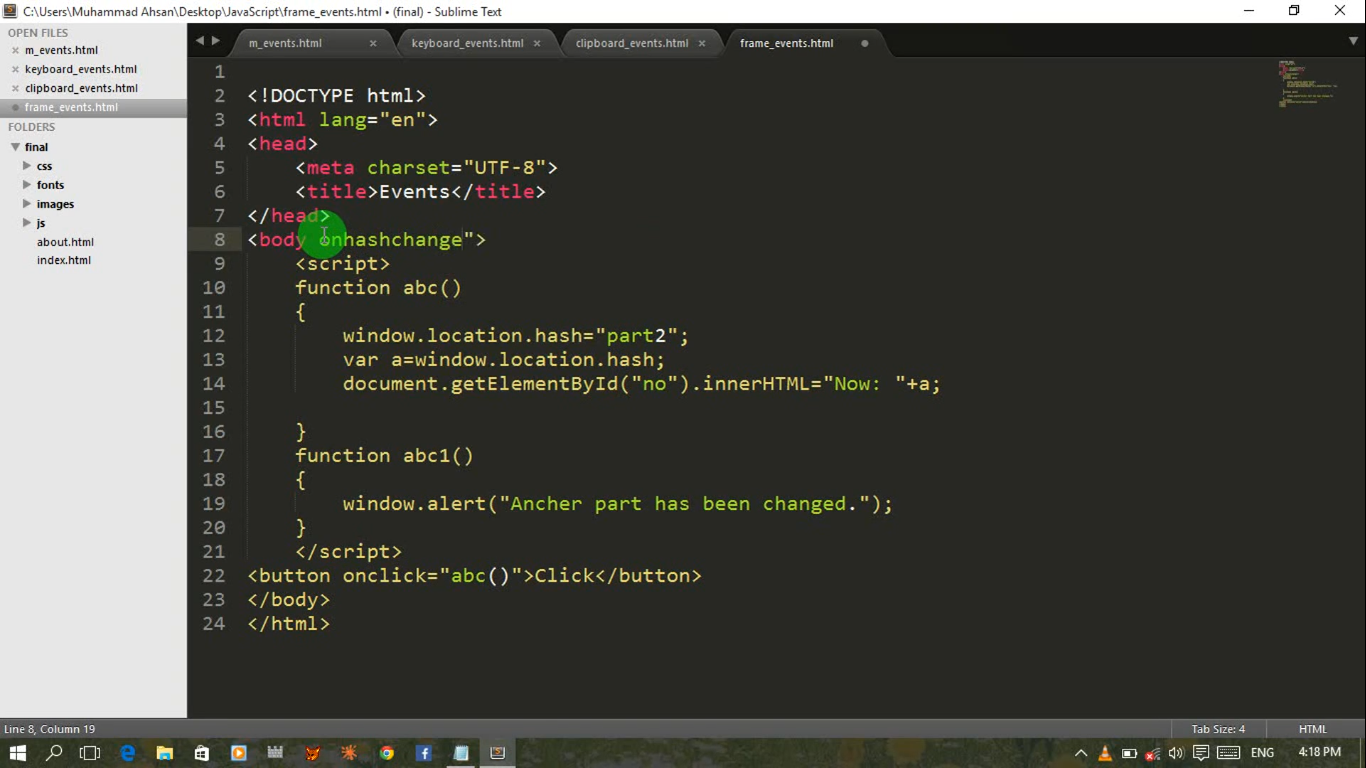 C:\Users\Muhammad Ahsan\Desktop\JavaScript\frame_events.html • (final) - Sublime Text
OPEN FILES
m_events.html
keyboard_events.html
clipboard_events.html
frame_events.html
FOLDERS
final
css
fonts
images
js
about.html
index.html
m_events.html keyboard_events.html clipboard_events.html frame_events.html
1
2 <!DOCTYPE html>
3 <html lang="en">
4 <head>
5 <meta charset="UTF-8">
6 <title>Events</title>
7 </head>
8 <body onhashchange">
9 <script>
10 function abc()
11 {
12 window.location.hash="part2";
13 var a=window.location.hash;
14 document.getElementById("no").innerHTML="Now: "+a;
15
16 }
17 function abc1()
18 {
19 window.alert("Ancher part has been changed.");
20 }
21 </script>
22 <button onclick="abc()">Click</button>
23 </body>
24 </html>
Line 8, Column 19 Tab Size: 4 HTML
ENG 4:18 PM